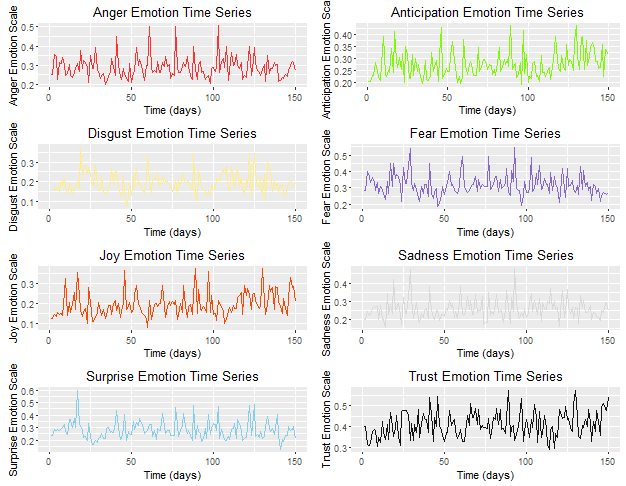 Anger Emotion Time Series
Anger Emotion Scale
0.5
0.4
0.3
0.2
0
50
100
150
Time (days)
Anticipation Emotion Time Series
Anticipation Emotion Scale
0.40
0.35
0.30
0.25
0.20
0
50
100
150
Time (days)
Disgust Emotion Time Series
Disgust Emotion Scale
0.3
0.2
0.1
0
50
100
150
Time (days)
Fear Emotion Time Series
Fear Emotion Scale
0.5
0.4
0.3
0.2
0
50
100
150
Time (days)
Joy Emotion Time Series
Joy Emotion Scale
0.3
0.2
0.1
0
50
100
150
Time (days)
Sadness Emotion Time Series
Sadness Emotion Scale
0.4
0.3
0.2
0
50
100
150
Time (days)
Surprise Emotion Time Series
Surprise Emotion Scale
0.6
0.5
0.4
0.3
0.2
0
50
100
150
Time (days)
Trust Emotion Time Series
Trust Emotion Scale
0.5
0.4
0.3
0
50
100
150
Time (days)